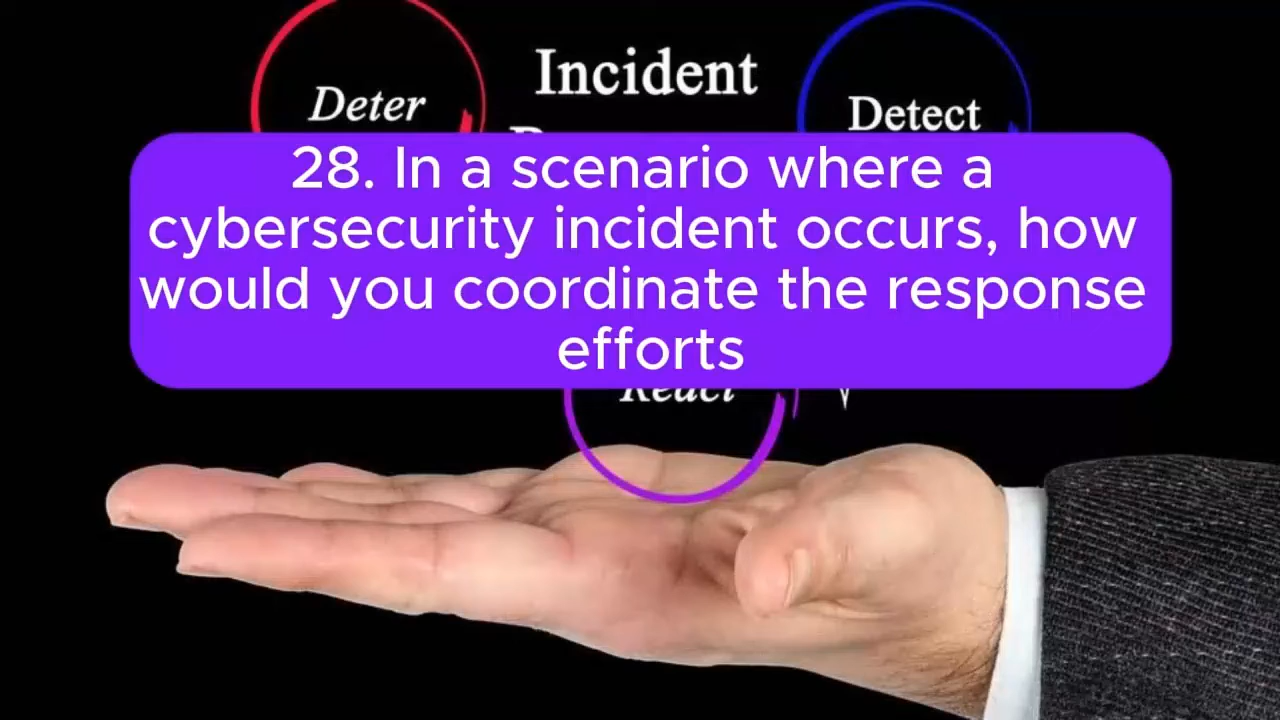 Deter
Incident
Detect
28. In a scenario where a
cybersecurity incident occurs, how
would you coordinate the response
efforts
React